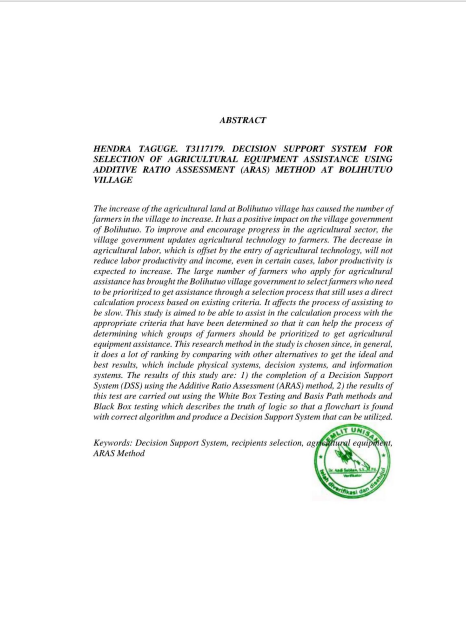 ABSTRACT
HENDRA TAGUGE. T3117179. DECISION SUPPORT SYSTEM FOR
SELECTION OF AGRICULTURAL EQUIPMENT ASSISTANCE USING
ADDITIVE RATIO ASSESSMENT (ARAS) METHOD AT BOLIHUTUO
VILLAGE
The increase of the agricultural land at Bolihutuo village has caused the number of
farmers in the village to increase. It has a positive impact on the village government
of Bolihutuo. To improve and encourage progress in the agricultural sector, the
village government updates agricultural technology to farmers. The decrease in
agricultural labor, which is offset by the entry of agricultural technology, will not
reduce labor productivity and income, even in certain cases, labor productivity is
expected to increase. The large number of farmers who apply for agricultural
assistance has brought the Bolihutuo village government to select farmers who need
to be prioritized to get assistance through a selection process that still uses a direct
calculation process based on existing criteria. It affects the process of assisting to
be slow. This study is aimed to be able to assist in the calculation process with the
appropriate criteria that have been determined so that it can help the process of
determining which groups of farmers should be prioritized to get agricultural
equipment assistance. This research method in the study is chosen since, in general,
it does a lot of ranking by comparing with other alternatives to get the ideal and
best results, which include physical systems, decision systems, and information
systems. The results of this study are: 1) the completion of a Decision Support
System (DSS) using the Additive Ratio Assessment (ARAS) method, 2) the results of
this test are carried out using the White Box Testing and Basis Path methods and
Black Box testing which describes the truth of logic so that a flowchart is found
with correct algorithm and produce a Decision Support System that can be utilized.
Keywords: Decision Support System, recipients selection, agricultural equipment,
ARAS Method
telah diverifikasi dan disetujui